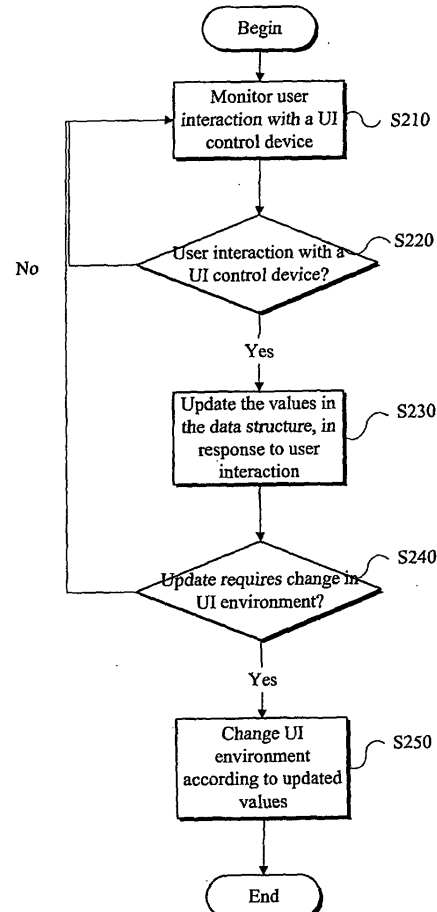 Begin
Monitor user
interaction with a UI
control device
S210
User interaction with a
UI control device?
S220
No
Yes
Update the values in
the data structure, in
response to user
interaction
S230
Update requires change in
UI environment?
S240
Yes
Change UI
environment
according to updated
values
S250
End